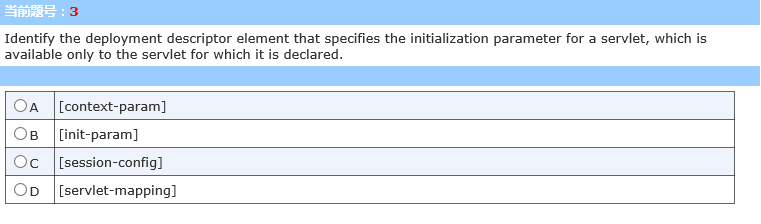 当前题号：3
Identify the deployment descriptor element that specifies the initialization parameter for a servlet, which is
available only to the servlet for which it is declared.
A [context-param]
B [init-param]
C [session-config]
D [servlet-mapping]